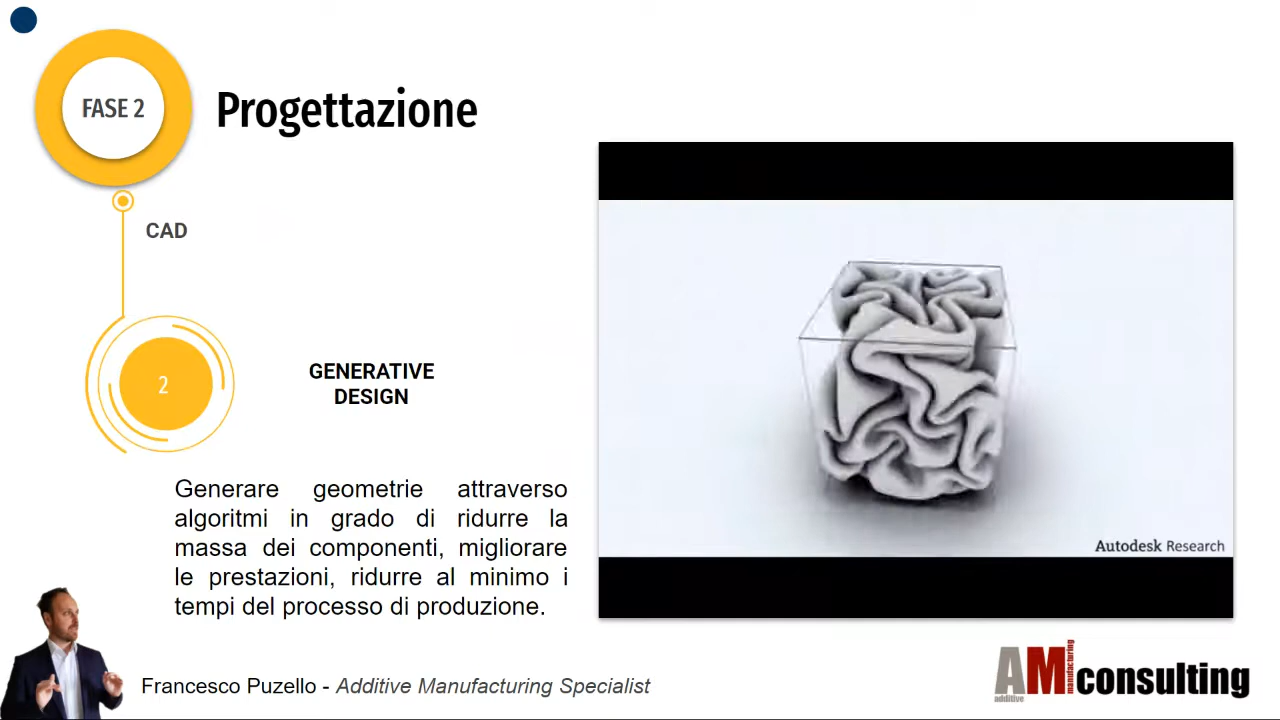 FASE 2
Progettazione
CAD
2
GENERATIVE
DESIGN
Generare geometrie attraverso
algoritmi in grado di ridurre la
massa dei componenti, migliorare
le prestazioni, ridurre al minimo i
tempi del processo di produzione.
Autodesk Research
Francesco Puzello - Additive Manufacturing Specialist
AM consulting
additive
manufacturing